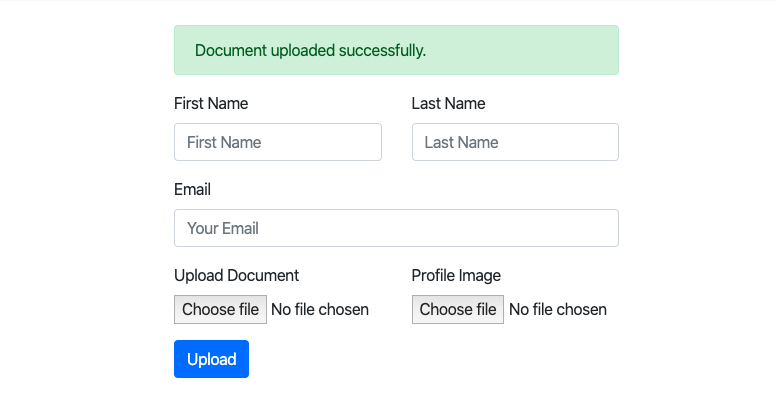 Document uploaded successfully.
First Name Last Name
First Name Last Name
Email
Your Email
Upload Document Profile Image
Choose file No file chosen Choose file No file chosen
Upload